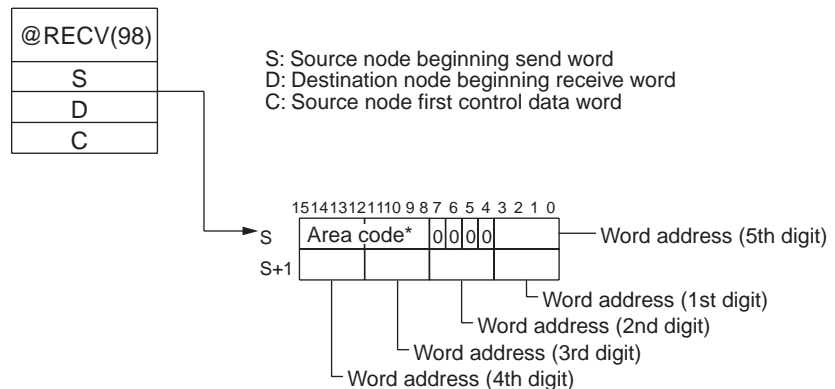 @RECV(98)
S
D
C
S: Source node beginning send word
D: Destination node beginning receive word
C: Source node first control data word
15 14 13 12 11 10 9 8 7 6 5 4 3 2 1 0
S Area code* 0 0 0 0 Word address (5th digit)
S+1
Word address (1st digit)
Word address (2nd digit)
Word address (3rd digit)
Word address (4th digit)